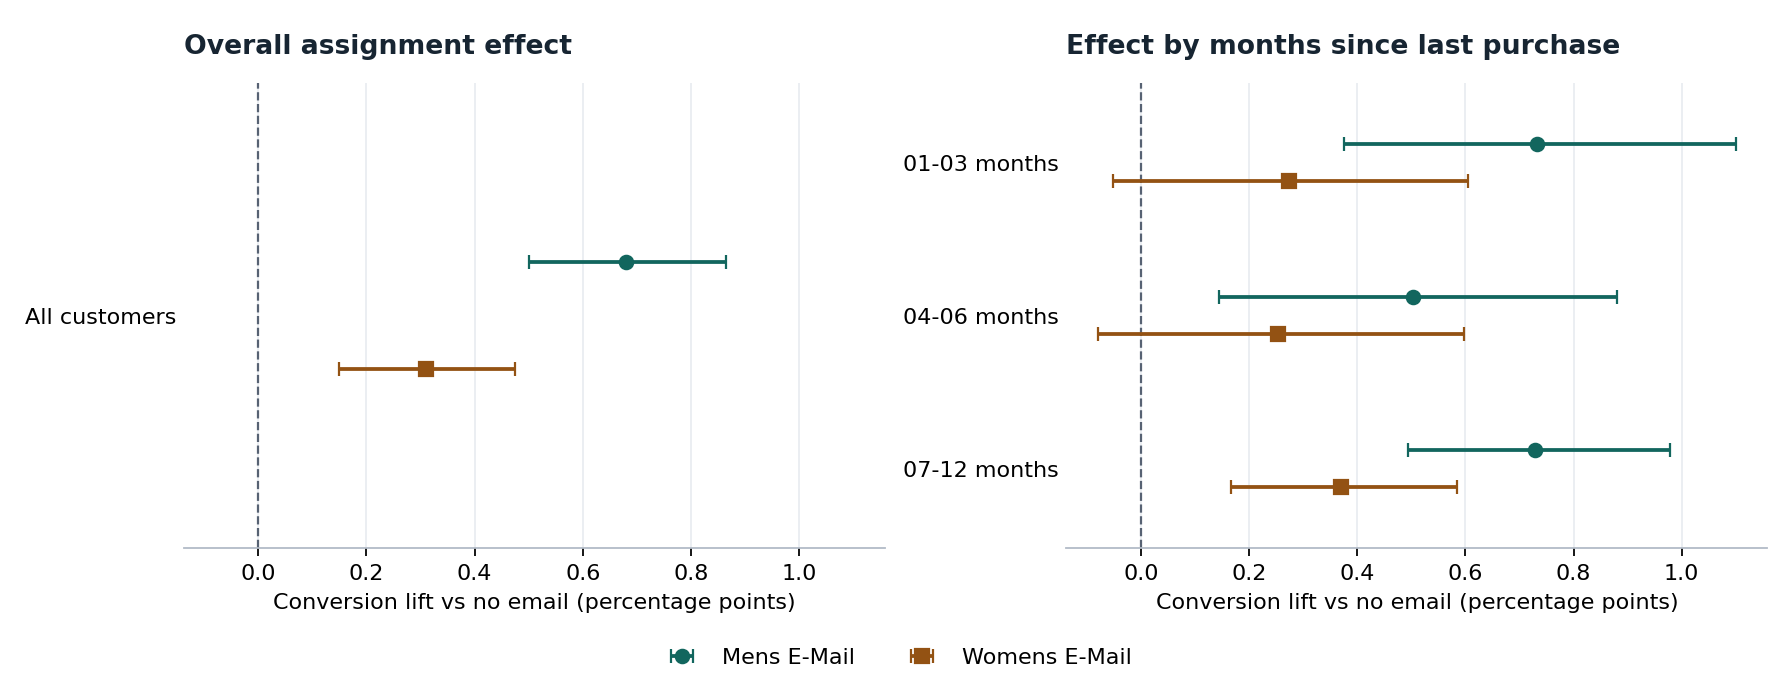 Overall assignment effect
All customers
0.0 0.2 0.4 0.6 0.8 1.0
Conversion lift vs no email (percentage points)
Effect by months since last purchase
01-03 months
04-06 months
07-12 months
0.0 0.2 0.4 0.6 0.8 1.0
Conversion lift vs no email (percentage points)
Mens E-Mail Womens E-Mail